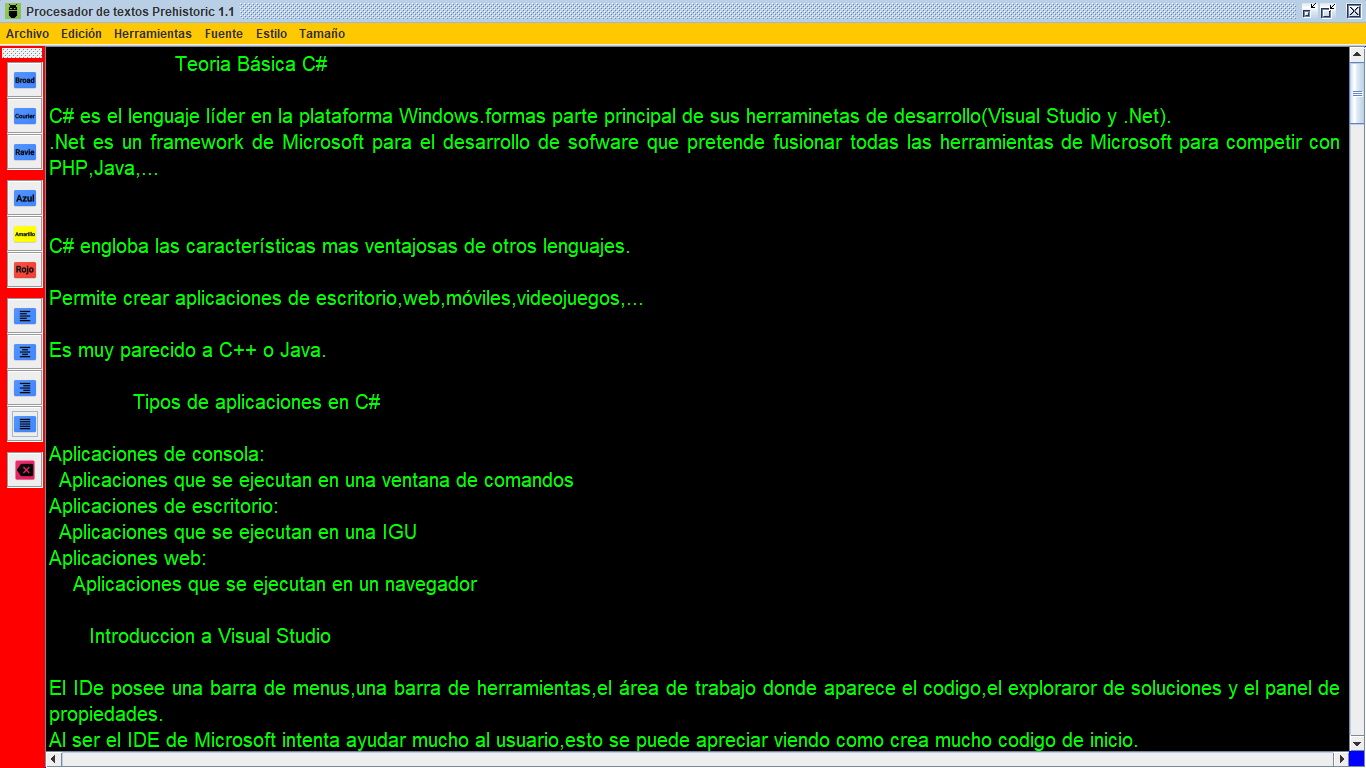 Procesador de textos Prehistoric 1.1
Archivo Edición Herramientas Fuente Estilo Tamaño
Broad
Courier
Ravie
Azul
Amarillo
Rojo
Teoria Básica C#
C# es el lenguaje líder en la plataforma Windows.formas parte principal de sus herraminetas de desarrollo(Visual Studio y .Net).
.Net es un framework de Microsoft para el desarrollo de sofware que pretende fusionar todas las herramientas de Microsoft para competir con
PHP,Java,...
C# engloba las características mas ventajosas de otros lenguajes.
Permite crear aplicaciones de escritorio,web,móviles,videojuegos,...
Es muy parecido a C++ o Java.
Tipos de aplicaciones en C#
Aplicaciones de consola:
Aplicaciones que se ejecutan en una ventana de comandos
Aplicaciones de escritorio:
Aplicaciones que se ejecutan en una IGU
Aplicaciones web:
Aplicaciones que se ejecutan en un navegador
Introduccion a Visual Studio
El IDe posee una barra de menus,una barra de herramientas,el área de trabajo donde aparece el codigo,el exploraror de soluciones y el panel de
propiedades.
Al ser el IDE de Microsoft intenta ayudar mucho al usuario,esto se puede apreciar viendo como crea mucho codigo de inicio.